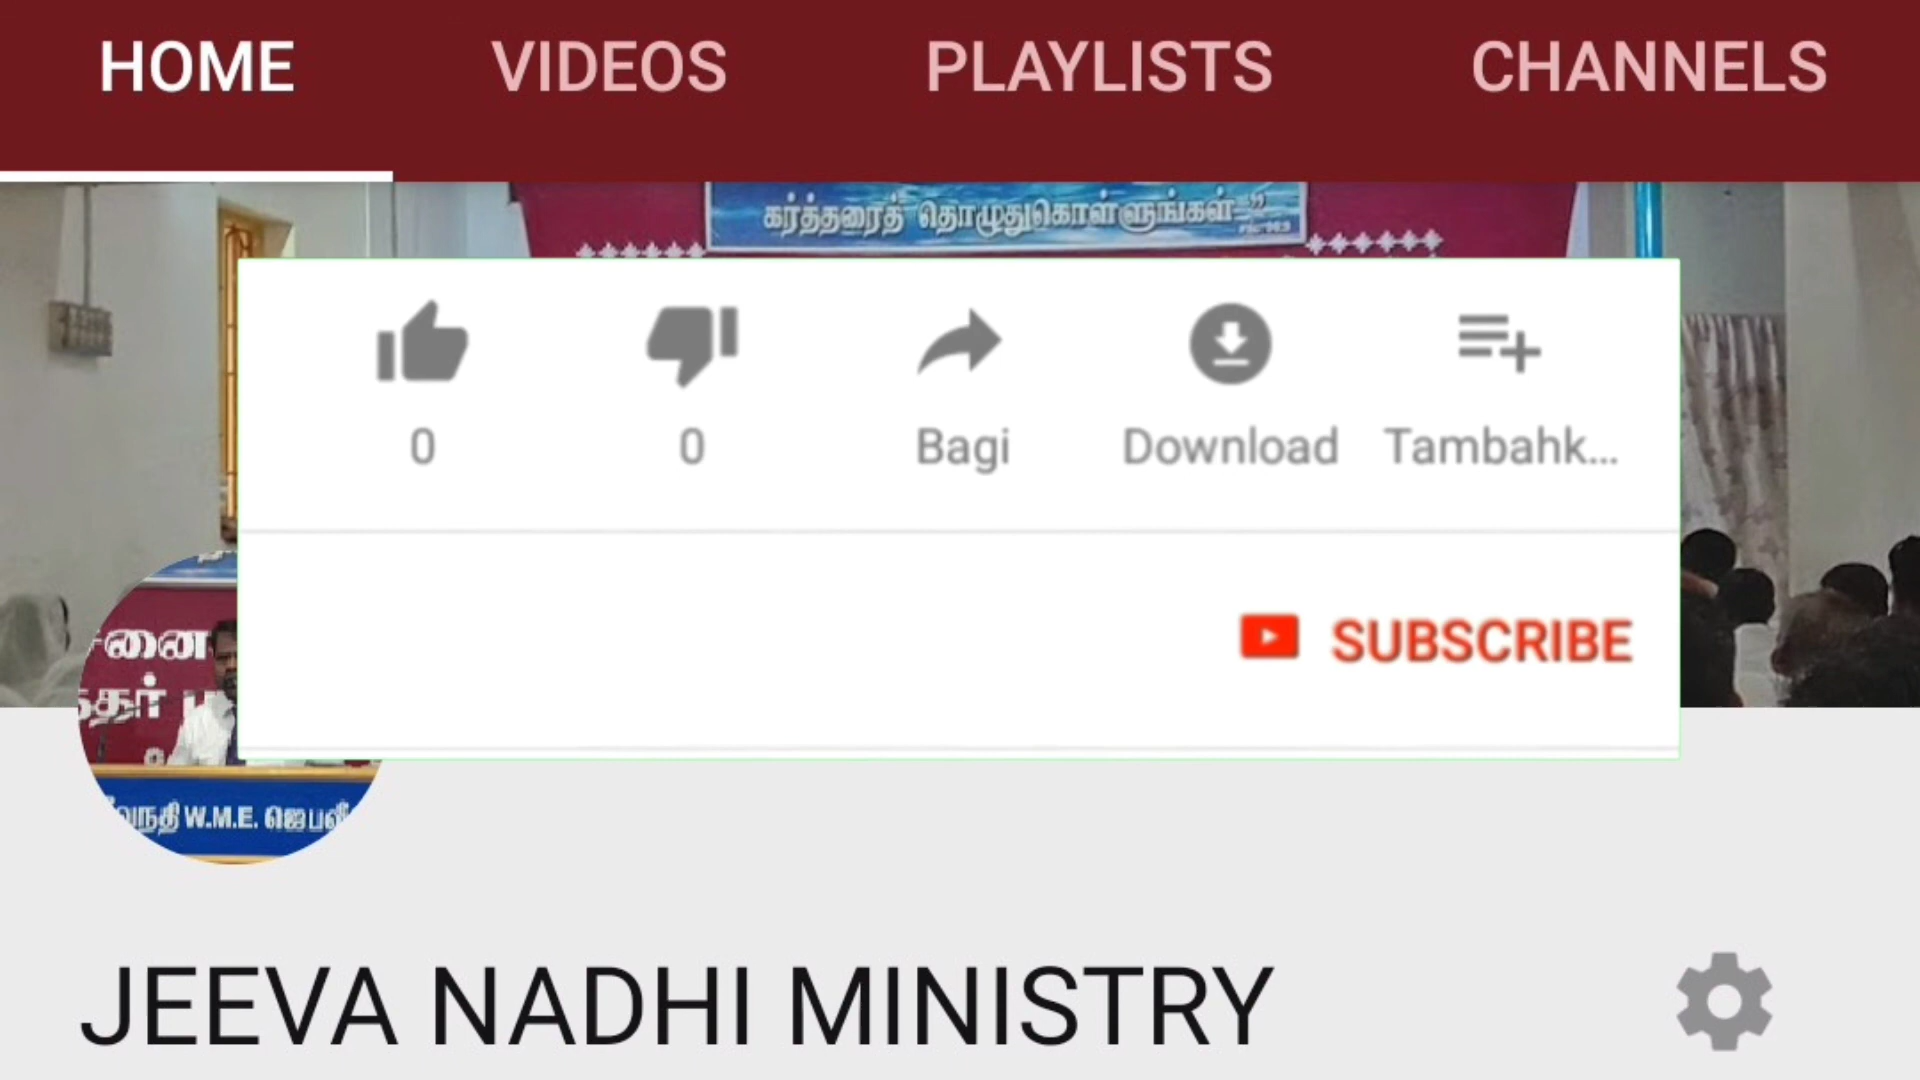 HOME VIDEOS PLAYLISTS CHANNELS
கர்த்தரைத் தொழுதுகொள்ளுங்கள்
0 0 Bagi Download Tambahk...
SUBSCRIBE
W.M.E.
JEEVA NADHI MINISTRY